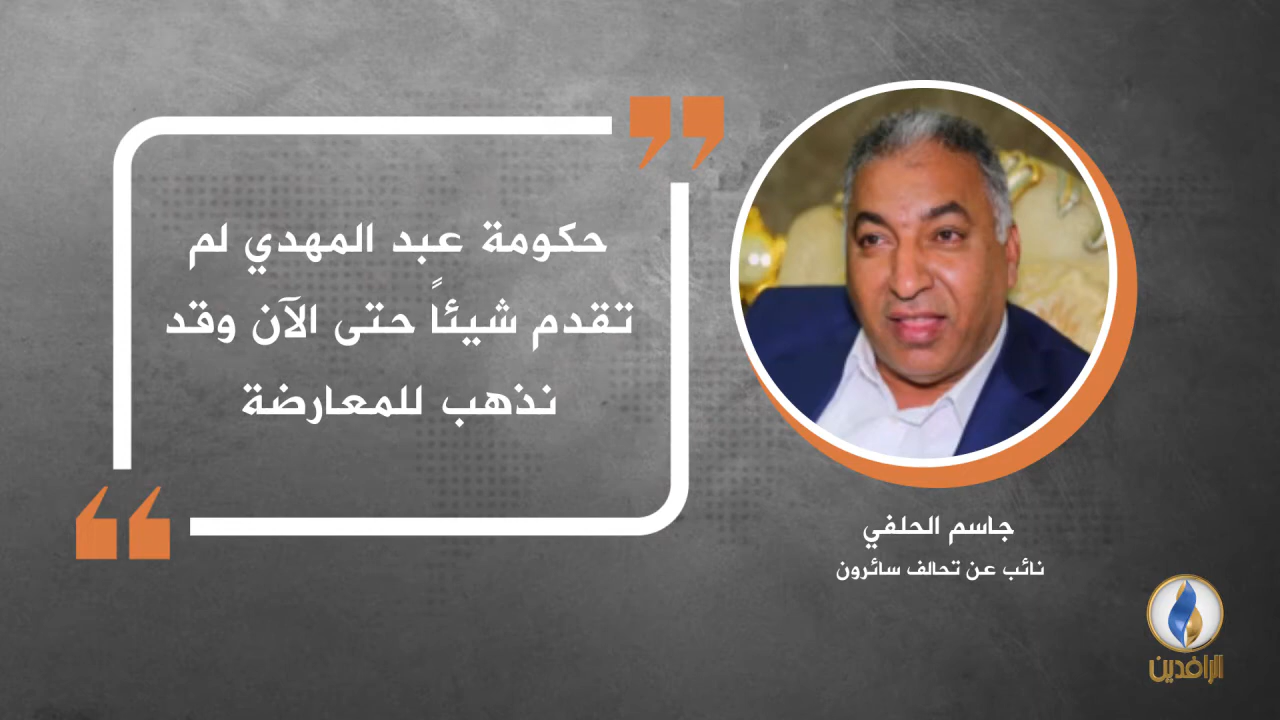 حكومة عبد المهدي لم
تقدم شيئاً حتى الآن وقد
نذهب للمعارضة
جاسم الحلفي
نائب عن تحالف سائرون
الرافدين